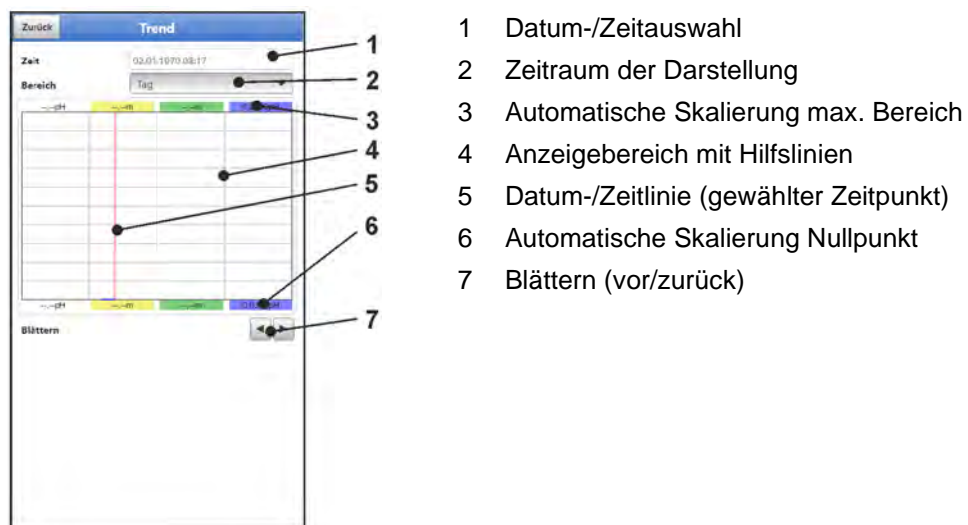 Zurück Trend
Zeit 02.01.1970 08:17
Bereich Tag
--,--pH --,--m --,--m
--,--pH --,--m --,--m
Blättern
1
2
3
4
5
6
7
1 Datum-/Zeitauswahl
2 Zeitraum der Darstellung
3 Automatische Skalierung max. Bereich
4 Anzeigebereich mit Hilfslinien
5 Datum-/Zeitlinie (gewählter Zeitpunkt)
6 Automatische Skalierung Nullpunkt
7 Blättern (vor/zurück)